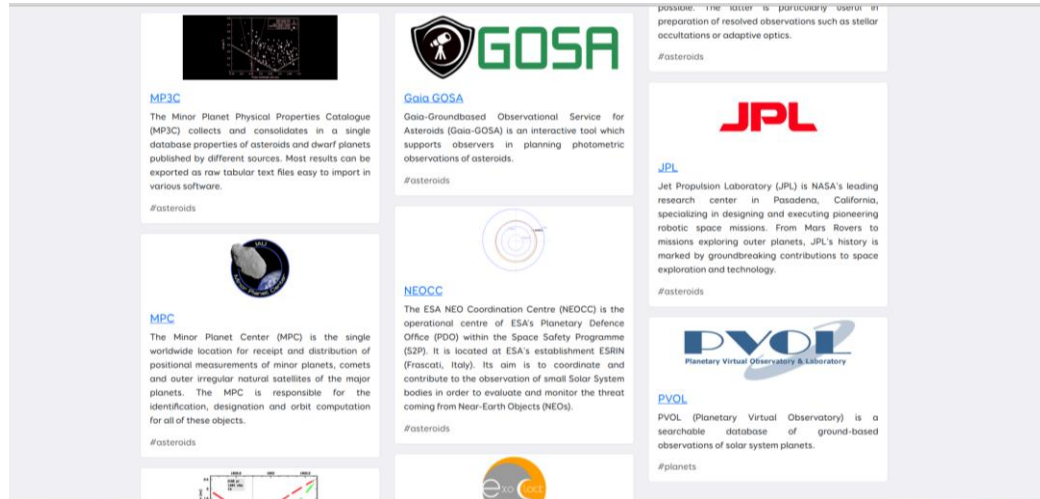 MP3C
The Minor Planet Physical Properties Catalogue
(MP3C) collects and consolidates in a single
database properties of asteroids and dwarf planets
published by different sources. Most results can be
exported as raw tabular text files easy to import in
various software.
#asteroids
IAU
Minor Planet Center
MPC
The Minor Planet Center (MPC) is the single
worldwide location for receipt and distribution of
positional measurements of minor planets, comets
and outer irregular natural satellites of the major
planets. The MPC is responsible for the
identification, designation and orbit computation
for all of these objects.
#asteroids
GOSA
Gaia GOSA
Gaia-Groundbased Observational Service for
Asteroids (Gaia-GOSA) is an interactive tool which
supports observers in planning photometric
observations of asteroids.
#asteroids
NEOCC
The ESA NEO Coordination Centre (NEOCC) is the
operational centre of ESA's Planetary Defence
Office (PDO) within the Space Safety Programme
(S2P). It is located at ESA's establishment ESRIN
(Frascati, Italy). Its aim is to coordinate and
contribute to the observation of small Solar System
bodies in order to evaluate and monitor the threat
coming from Near-Earth Objects (NEOs).
#asteroids
exo Clock
possible. The latter is particularly useful in
preparation of resolved observations such as stellar
occultations or adaptive optics.
#asteroids
JPL
JPL
Jet Propulsion Laboratory (JPL) is NASA's leading
research center in Pasadena, California,
specializing in designing and executing pioneering
robotic space missions. From Mars Rovers to
missions exploring outer planets, JPL's history is
marked by groundbreaking contributions to space
exploration and technology.
#asteroids
PVOL
Planetary Virtual Observatory & Laboratory
PVOL
PVOL (Planetary Virtual Observatory) is a
searchable database of ground-based
observations of solar system planets.
#planets